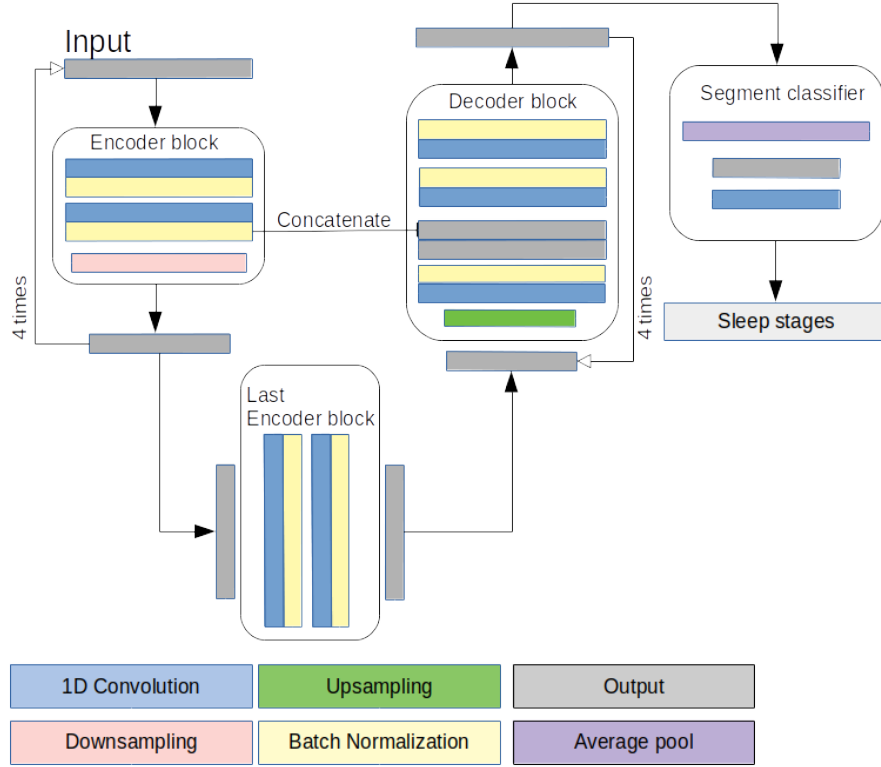 Input
Encoder block
4 times
Concatenate
Decoder block
4 times
Segment classifier
Sleep stages
Last
Encoder block
1D Convolution
Upsampling
Output
Downsampling
Batch Normalization
Average pool